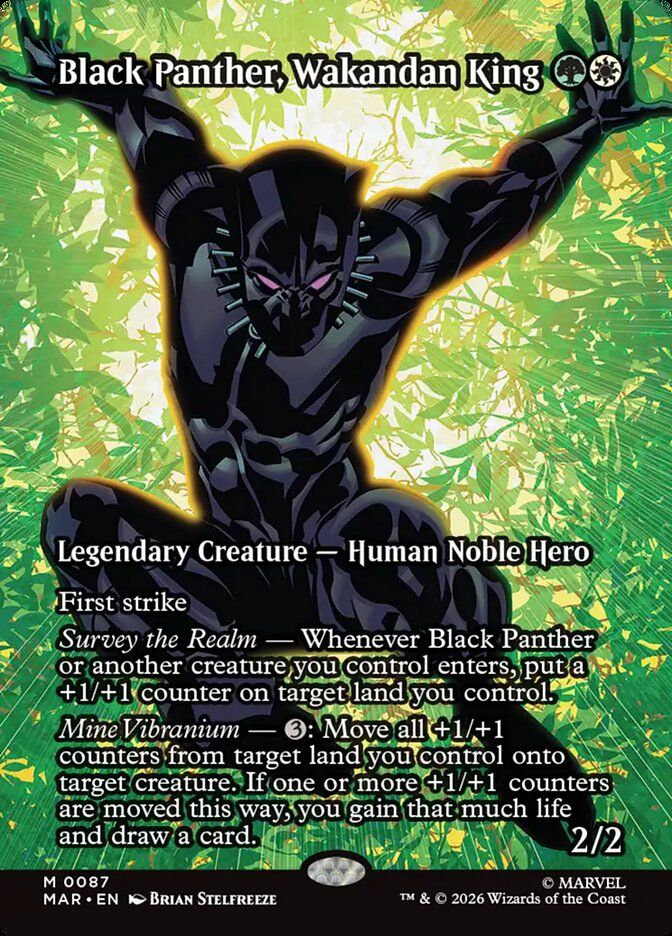 Black Panther, Wakandan King
Legendary Creature — Human Noble Hero
First strike
Survey the Realm — Whenever Black Panther
or another creature you control enters, put a
+1/+1 counter on target land you control.
Mine Vibranium — 3: Move all +1/+1
counters from target land you control onto
target creature. If one or more +1/+1 counters
are moved this way, you gain that much life
and draw a card.
2/2
M 0087
MAR • EN BRIAN STELFREEZE
© MARVEL
™ & © 2026 Wizards of the Coast